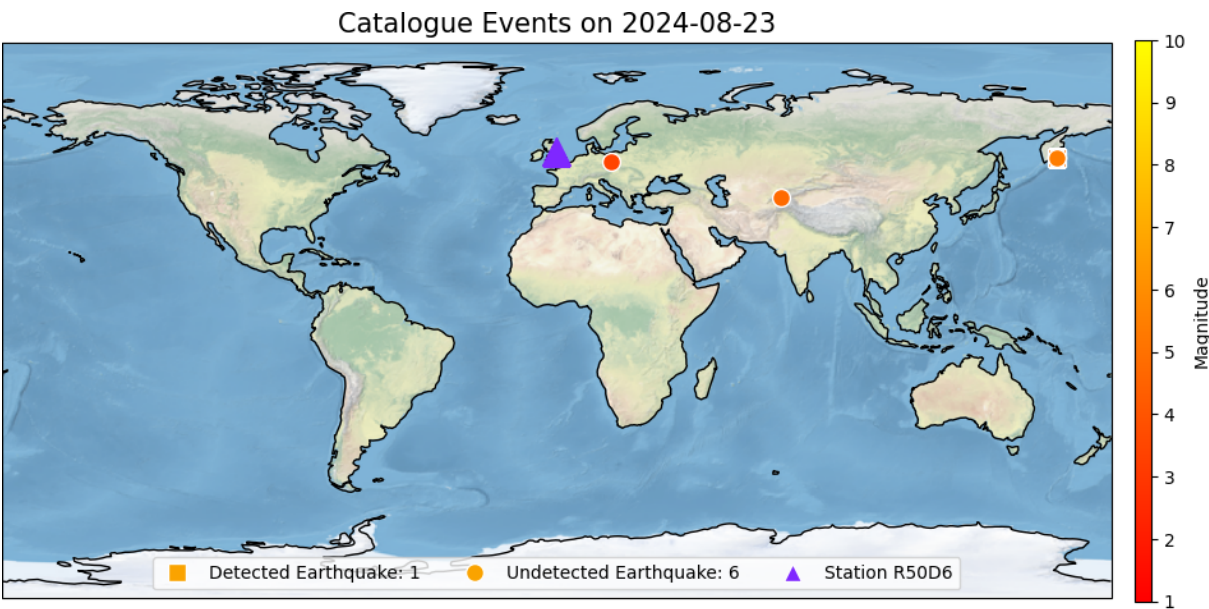 Catalogue Events on 2024-08-23
10
9
8
7
6
5
4
3
2
1
Magnitude
Detected Earthquake: 1
Undetected Earthquake: 6
Station R50D6